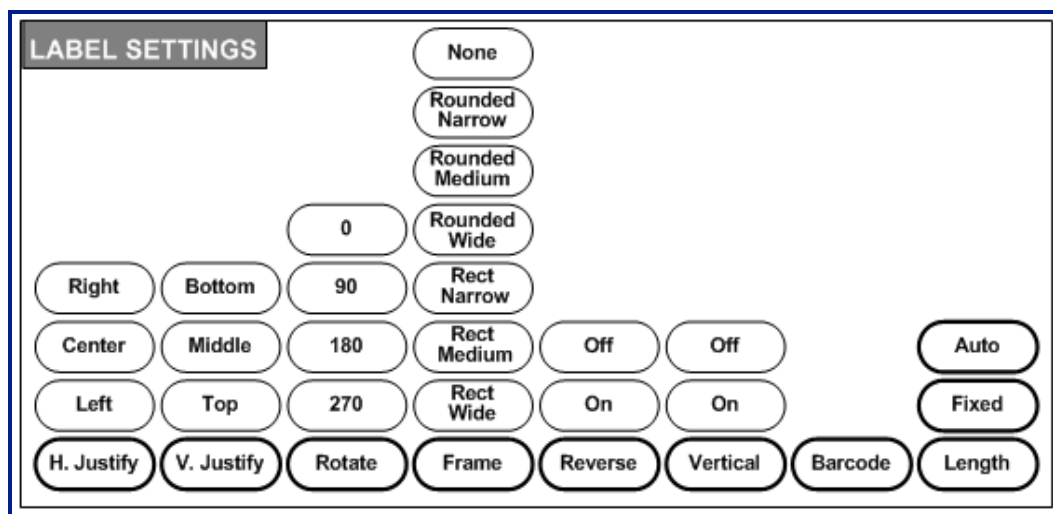 LABEL SETTINGS
None
Rounded
Narrow
Rounded
Medium
0
Rounded
Wide
Right
Bottom
90
Rect
Narrow
Center
Middle
180
Rect
Medium
Off
Off
Auto
Left
Top
270
Rect
Wide
On
On
Fixed
H. Justify
V. Justify
Rotate
Frame
Reverse
Vertical
Barcode
Length